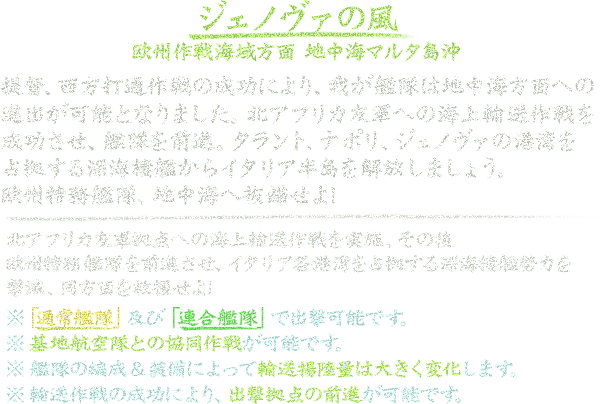 ジェノヴァの風
欧州作戦海域方面 地中海マルタ島沖
提督、西方打通作戦の成功により、我が艦隊は地中海方面への
進出が可能となりました。北アフリカ友軍への海上輸送作戦を
成功させ、艦隊を前進。タラント、ナポリ、ジェノヴァの港湾を
占拠する深海棲艦からイタリア半島を解放しましょう。
欧州特務艦隊、地中海へ抜錨せよ!
北アフリカ友軍拠点への海上輸送作戦を実施、その後
欧州特務艦隊を前進させ、イタリア各港湾を占拠する深海棲艦勢力を
撃滅、同方面を救援せよ!
※「通常艦隊」及び「連合艦隊」で出撃可能です。
※基地航空隊との協同作戦が可能です。
※艦隊の編成&装備によって輸送揚陸量は大きく変化します。
※輸送作戦の成功により、出撃拠点の前進が可能です。